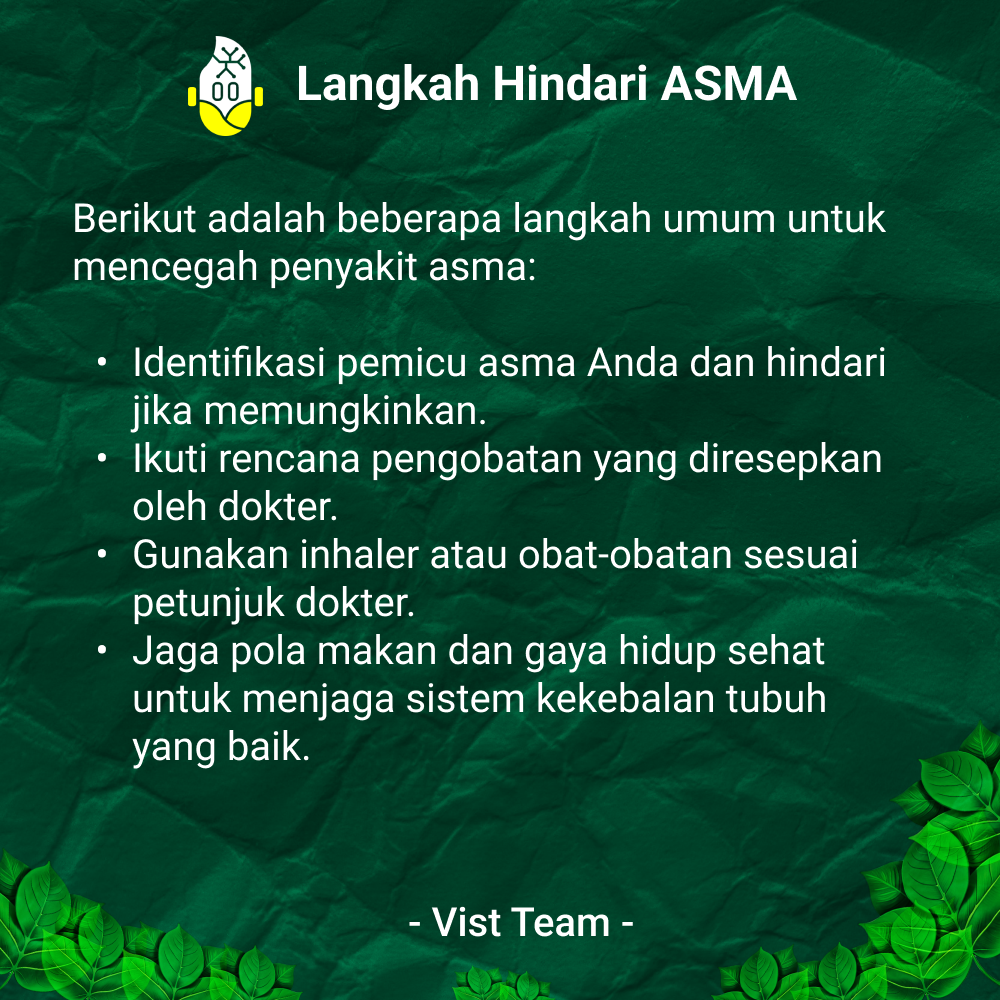 Langkah Hindari ASMA
Berikut adalah beberapa langkah umum untuk
mencegah penyakit asma:
• Identifikasi pemicu asma Anda dan hindari
jika memungkinkan.
• Ikuti rencana pengobatan yang diresepkan
oleh dokter.
• Gunakan inhaler atau obat-obatan sesuai
petunjuk dokter.
• Jaga pola makan dan gaya hidup sehat
untuk menjaga sistem kekebalan tubuh
yang baik.
- Vist Team -